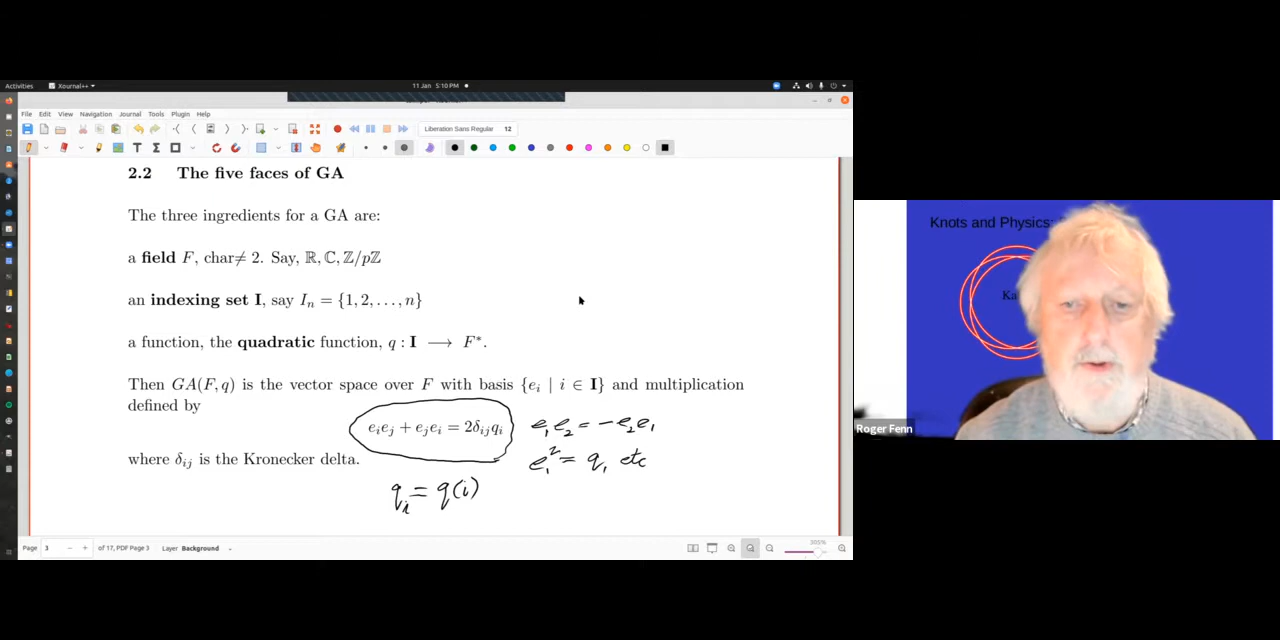 Activities
Xournal++
11 Jan 5:10 PM
File Edit View Navigation Journal Tools Plugin Help
Liberation Sans Regular 12
2.2 The five faces of GA
The three ingredients for a GA are:
a field F, char≠ 2. Say, ℝ, ℂ, ℤ/pℤ
an indexing set I, say Iₙ = {1, 2, . . . , n}
a function, the quadratic function, q : I ⟶ F*.
Then GA(F, q) is the vector space over F with basis {eᵢ | i ∈ I} and multiplication
defined by
eᵢeⱼ + eⱼeᵢ = 2δᵢⱼqᵢ
e₁e₂ = −e₂e₁
where δᵢⱼ is the Kronecker delta.
e₁² = q₁ etc
qᵢ = q(i)
Page 3 of 17, PDF Page 3 Layer Background
305%
Knots and Physics:
Ka
Roger Fenn